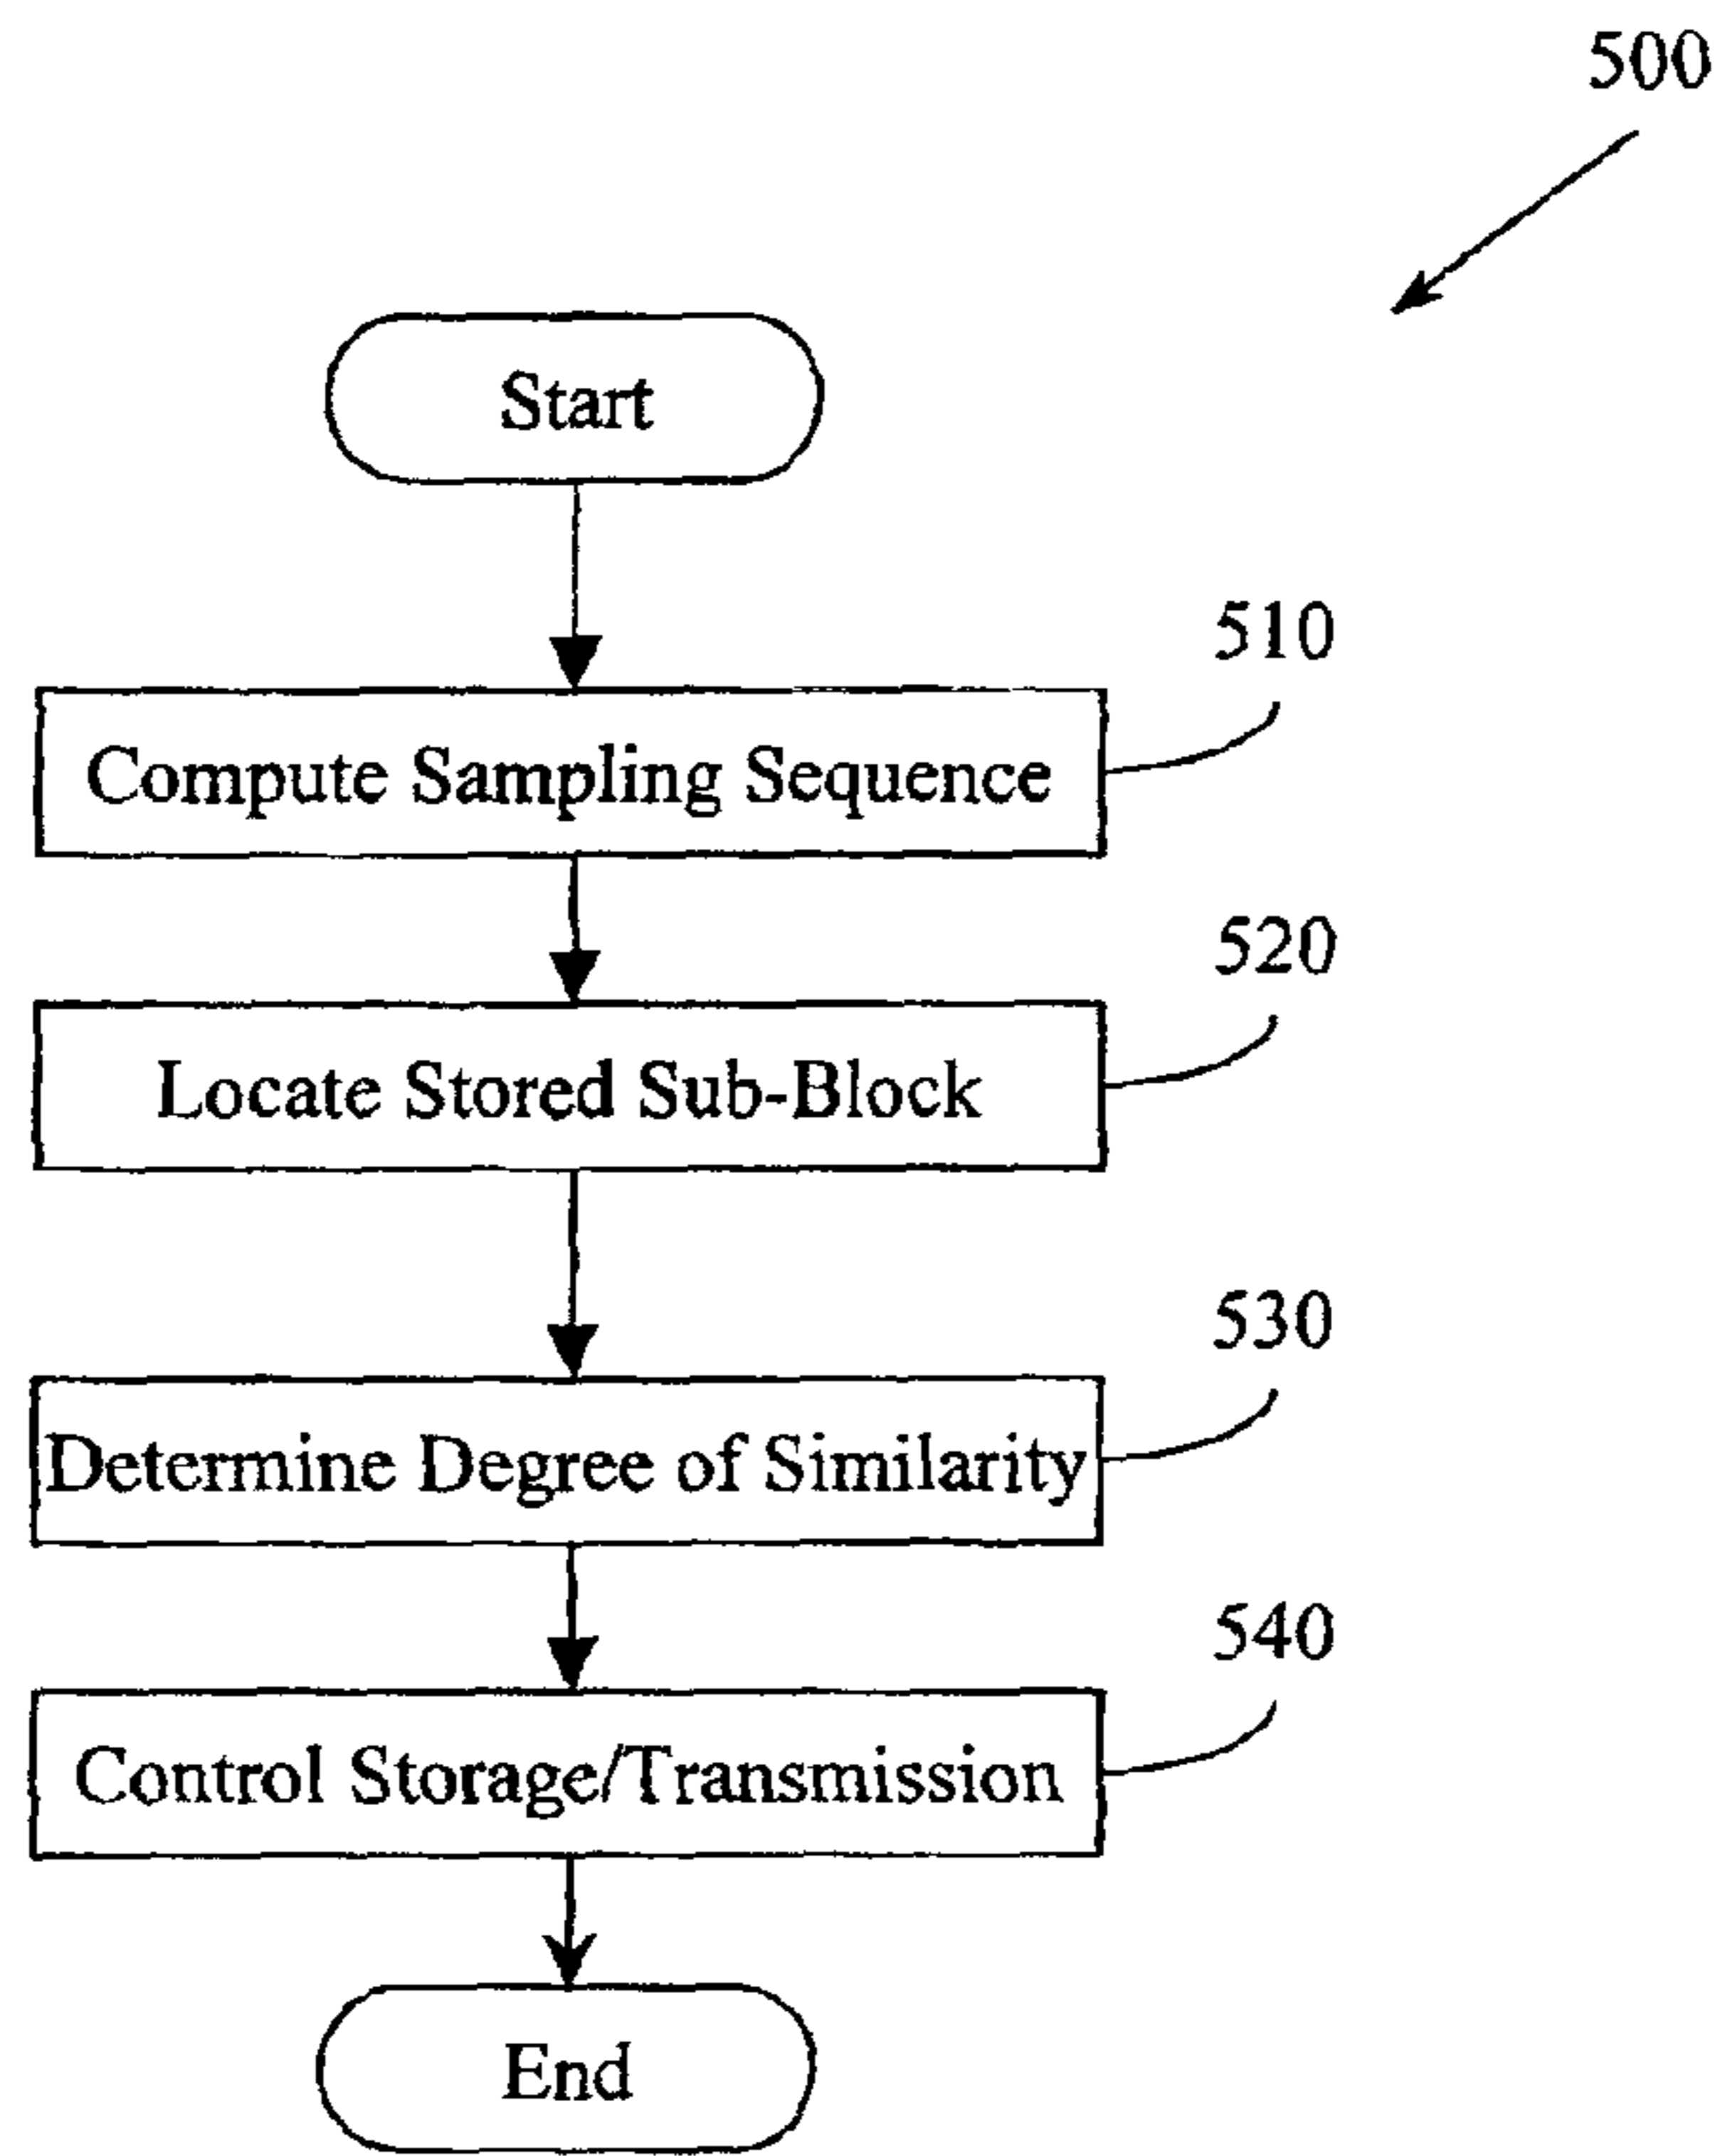 500
Start
510
Compute Sampling Sequence
520
Locate Stored Sub-Block
530
Determine Degree of Similarity
540
Control Storage/Transmission
End